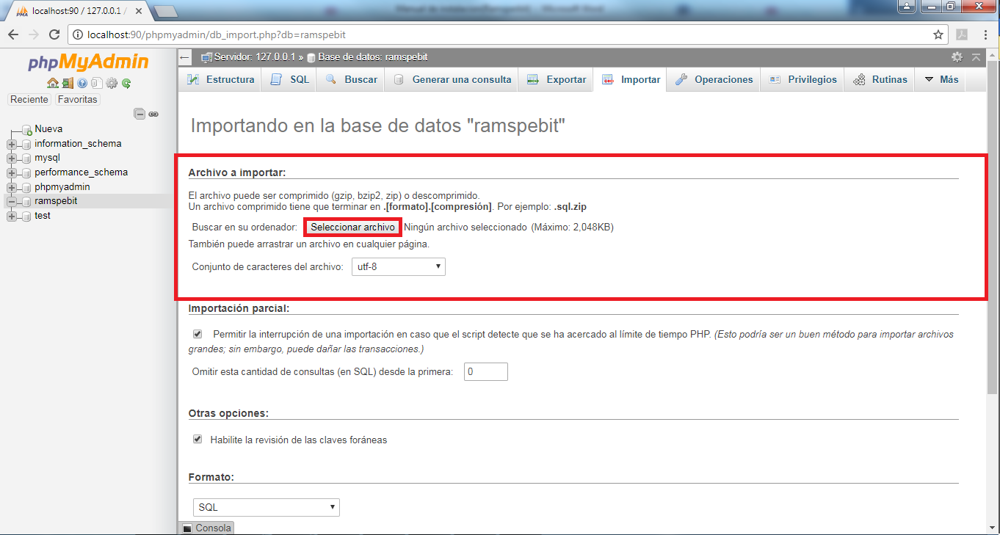 localhost:90 / 127.0.0.1 /
localhost:90/phpmyadmin/db_import.php?db=ramspebit
phpMyAdmin
Reciente Favoritas
Nueva
information_schema
mysql
performance_schema
phpmyadmin
ramspebit
test
Servidor: 127.0.0.1 » Base de datos: ramspebit
Estructura SQL Buscar Generar una consulta Exportar Importar Operaciones Privilegios Rutinas Más
Importando en la base de datos "ramspebit"
Archivo a importar:
El archivo puede ser comprimido (gzip, bzip2, zip) o descomprimido.
Un archivo comprimido tiene que terminar en .[formato].[compresión]. Por ejemplo: .sql.zip
Buscar en su ordenador: Seleccionar archivo Ningún archivo seleccionado (Máximo: 2,048KB)
También puede arrastrar un archivo en cualquier página.
Conjunto de caracteres del archivo: utf-8
Importación parcial:
Permitir la interrupción de una importación en caso que el script detecte que se ha acercado al límite de tiempo PHP. (Esto podría ser un buen método para importar archivos
grandes; sin embargo, puede dañar las transacciones.)
Omitir esta cantidad de consultas (en SQL) desde la primera: 0
Otras opciones:
Habilite la revisión de las claves foráneas
Formato:
SQL
Consola